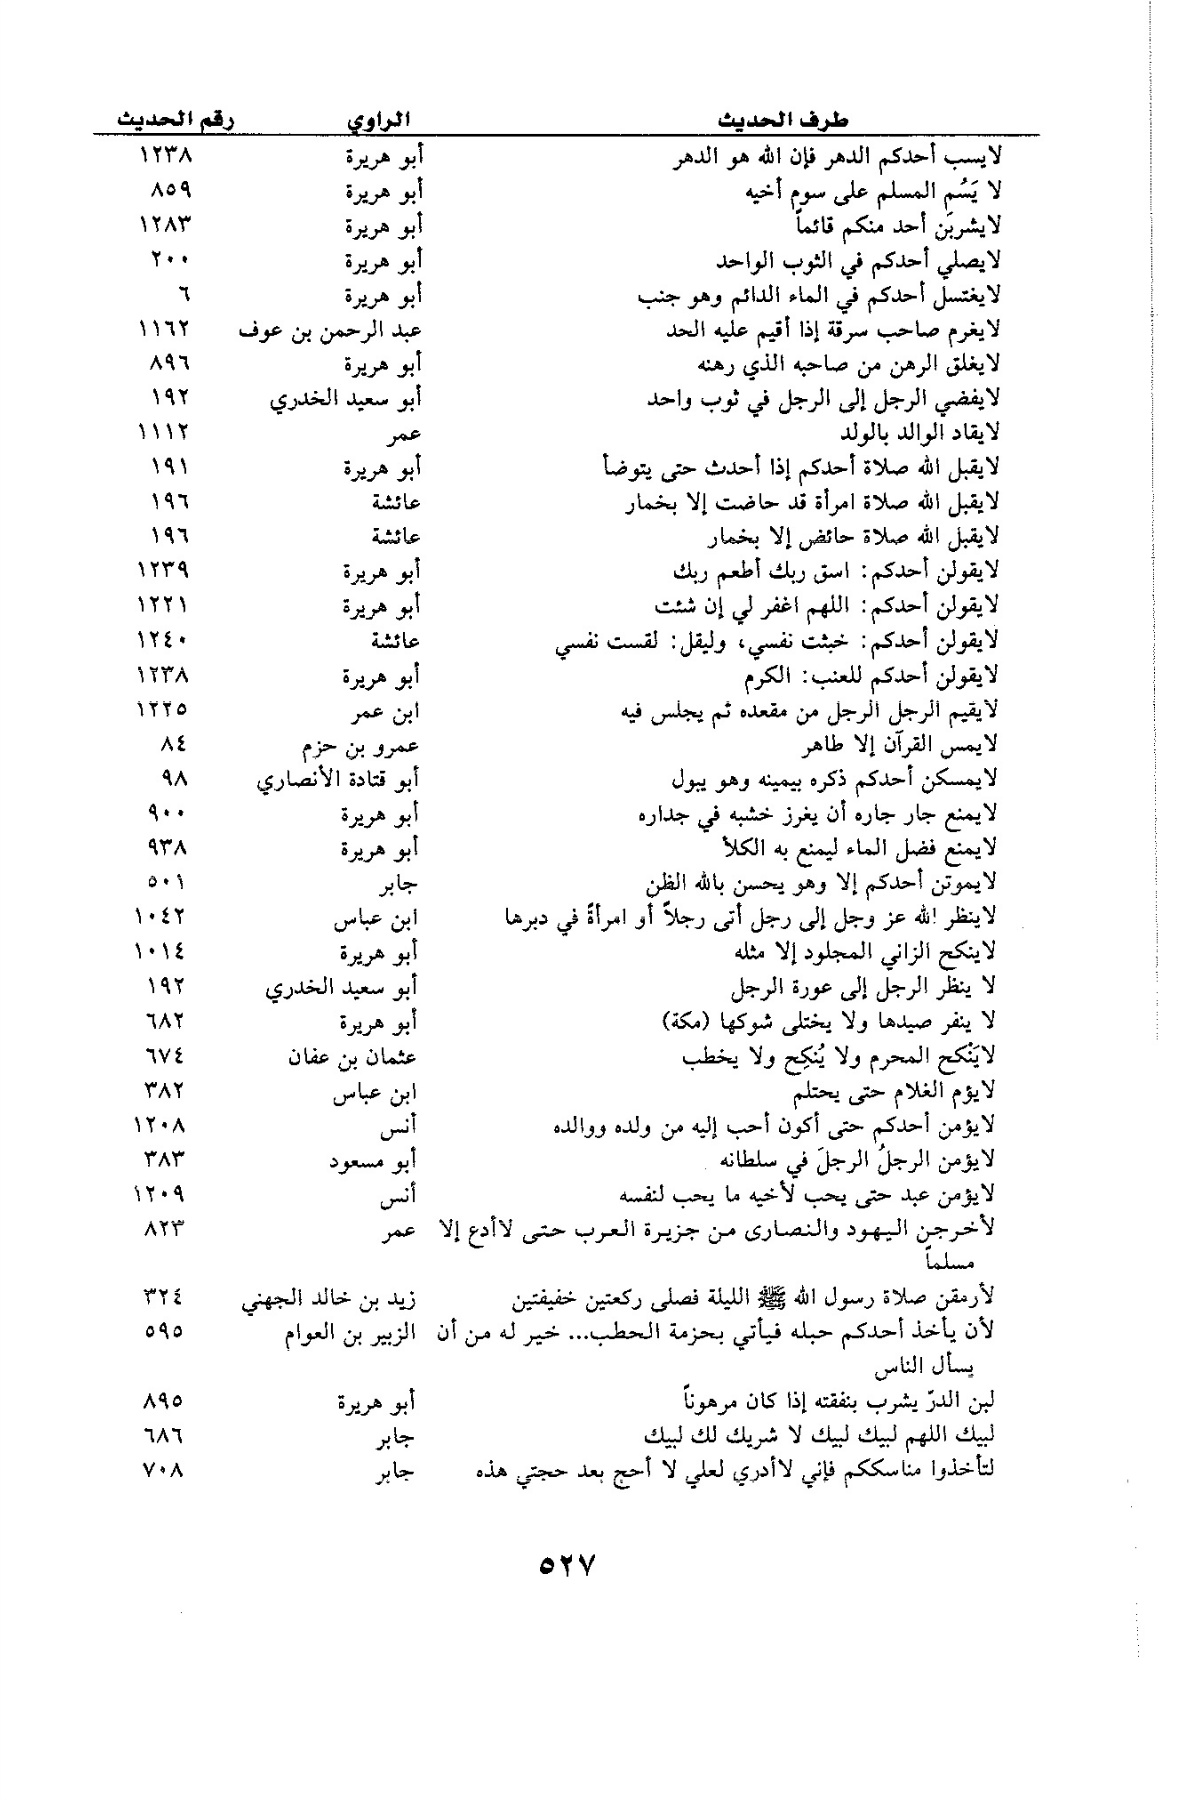 طرف الحديث الراوي رقم الحديث
لايسب أحدكم الدهر فإن الله هو الدهر أبو هريرة ١٢٣٨
لا يَسُم المسلم على سوم أخيه أبو هريرة ٨٥٩
لايشربَن أحد منكم قائماً أبو هريرة ١٢٨٣
لايصلي أحدكم في الثوب الواحد أبو هريرة ٢٠٠
لايغتسل أحدكم في الماء الدائم وهو جنب أبو هريرة ٦
لايغرم صاحب سرقة إذا أقيم عليه الحد عبد الرحمن بن عوف ١١٦٢
لايغلق الرهن من صاحبه الذي رهنه أبو هريرة ٨٩٦
لايفضي الرجل إلى الرجل في ثوب واحد أبو سعيد الخدري ١٩٢
لايقاد الوالد بالولد عمر ١١١٢
لايقبل الله صلاة أحدكم إذا أحدث حتى يتوضأ أبو هريرة ١٩١
لايقبل الله صلاة امرأة قد حاضت إلا بخمار عائشة ١٩٦
لايقبل الله صلاة حائض إلا بخمار عائشة ١٩٦
لايقولن أحدكم: اسق ربك أطعم ربك أبو هريرة ١٢٣٩
لايقولن أحدكم: اللهم اغفر لي إن شئت أبو هريرة ١٢٢١
لايقولن أحدكم: خبثت نفسي، وليقل: لقست نفسي عائشة ١٢٤٠
لايقولن أحدكم للعنب: الكرم أبو هريرة ١٢٣٨
لايقيم الرجل الرجل من مقعده ثم يجلس فيه ابن عمر ١٢٢٥
لايمس القرآن إلا طاهر عمرو بن حزم ٨٤
لايمسكن أحدكم ذكره بيمينه وهو يبول أبو قتادة الأنصاري ٩٨
لايمنع جار جاره أن يغرز خشبه في جداره أبو هريرة ٩٠٠
لايمنع فضل الماء ليمنع به الكلأ أبو هريرة ٩٣٨
لايموتن أحدكم إلا وهو يحسن بالله الظن جابر ٥٠١
لاينظر الله عز وجل إلى رجل أتى رجلاً أو امرأةً في دبرها ابن عباس ١٠٤٢
لاينكح الزاني المجلود إلا مثله أبو هريرة ١٠١٤
لا ينظر الرجل إلى عورة الرجل أبو سعيد الخدري ١٩٢
لا ينفر صيدها ولا يختلى شوكها (مكة) أبو هريرة ٦٨٢
لايَنْكح المحرم ولا يُنكِح ولا يخطب عثمان بن عفان ٦٧٤
لايؤم الغلام حتى يحتلم ابن عباس ٣٨٢
لايؤمن أحدكم حتى أكون أحب إليه من ولده ووالده أنس ١٢٠٨
لايؤمن الرجلُ الرجلَ في سلطانه أبو مسعود ٣٨٣
لايؤمن عبد حتى يحب لأخيه ما يحب لنفسه أنس ١٢٠٩
لأخرجن اليهود والنصارى من جزيرة العرب حتى لاأدع إلا عمر ٨٢٣
مسلماً
لأرمقن صلاة رسول الله ﷺ الليلة فصلى ركعتين خفيفتين زيد بن خالد الجهني ٣٢٤
لأن يأخذ أحدكم حبله فيأتي بحزمة الحطب... خير له من أن الزبير بن العوام ٥٩٥
يسأل الناس
لبن الدرّ يشرب بنفقته إذا كان مرهوناً أبو هريرة ٨٩٥
لبيك اللهم لبيك لبيك لا شريك لك لبيك جابر ٦٨٦
لتأخذوا مناسككم فإني لاأدري لعلي لا أحج بعد حجتي هذه جابر ٧٠٨
٥٢٧